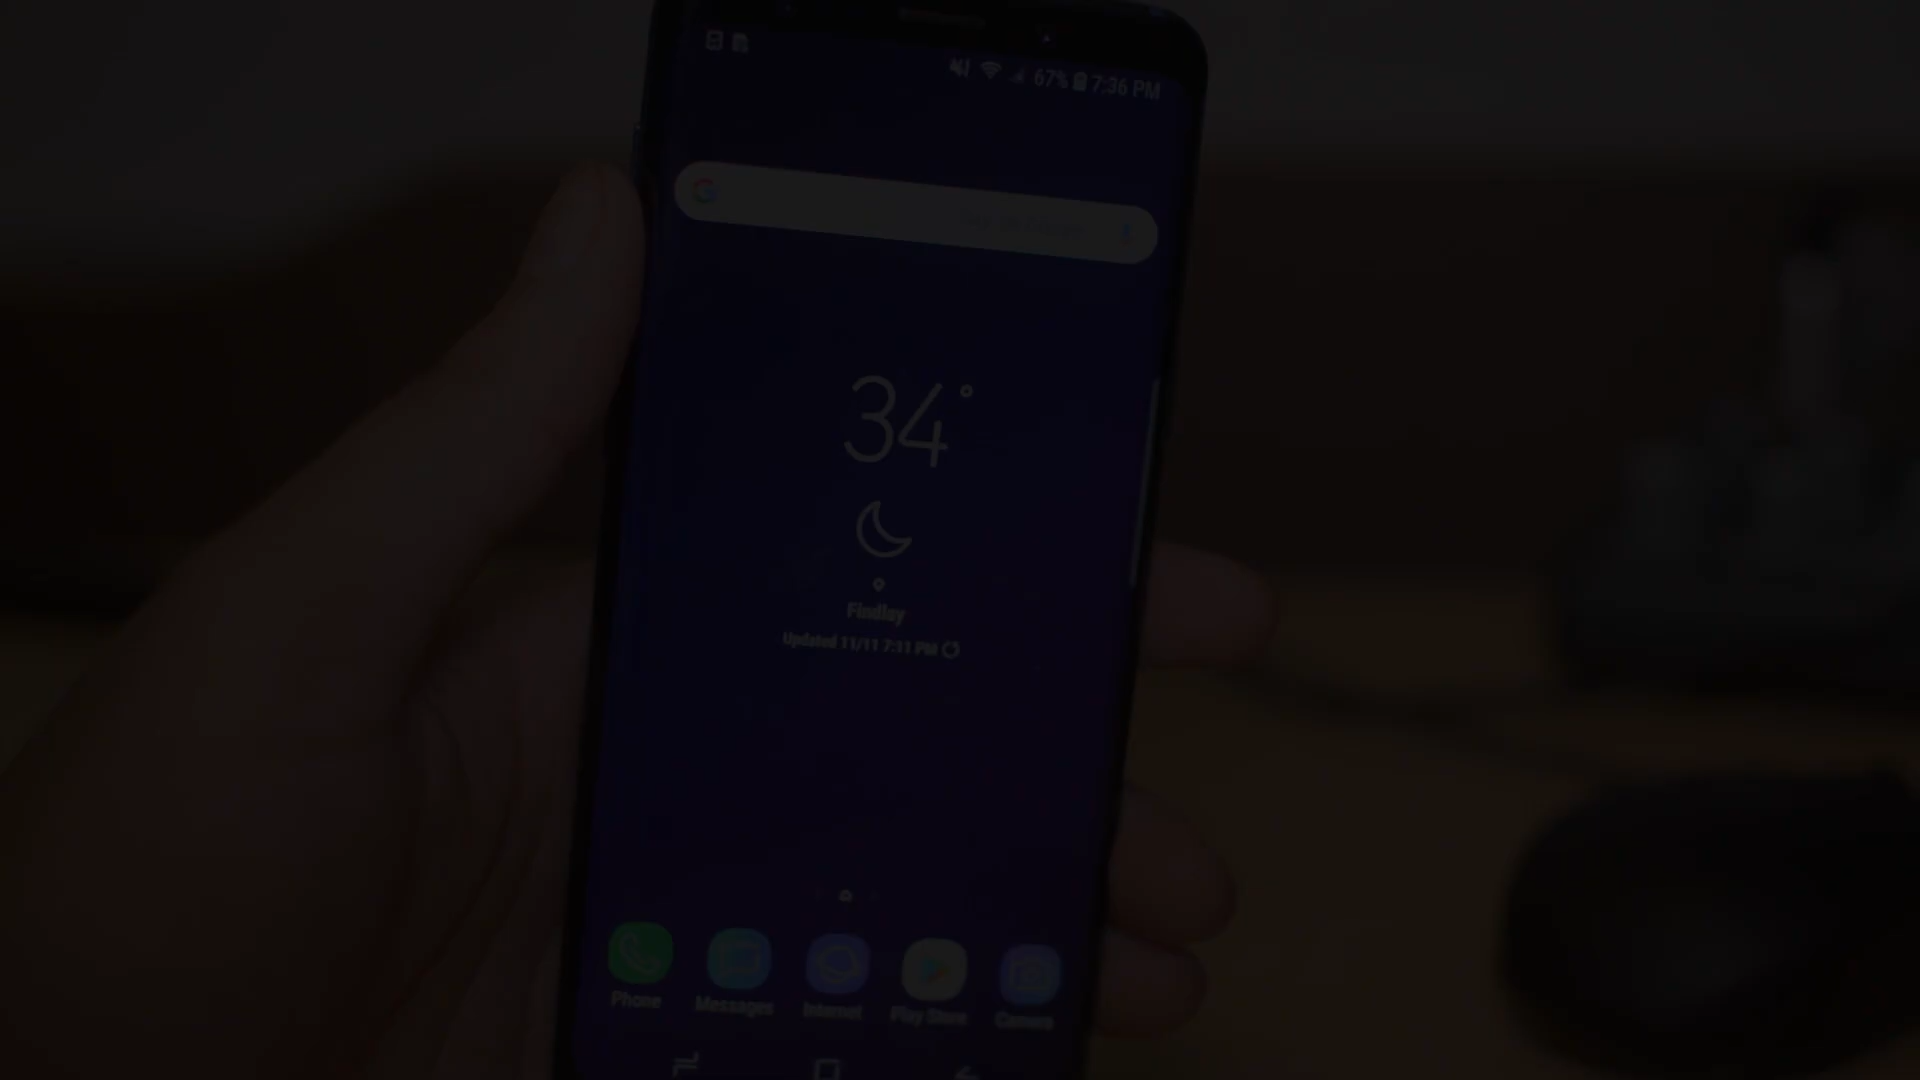 67% 7:36 PM
34°
Findlay
Updated 11/11 7:11 PM
Phone Messages Internet Play Store Camera